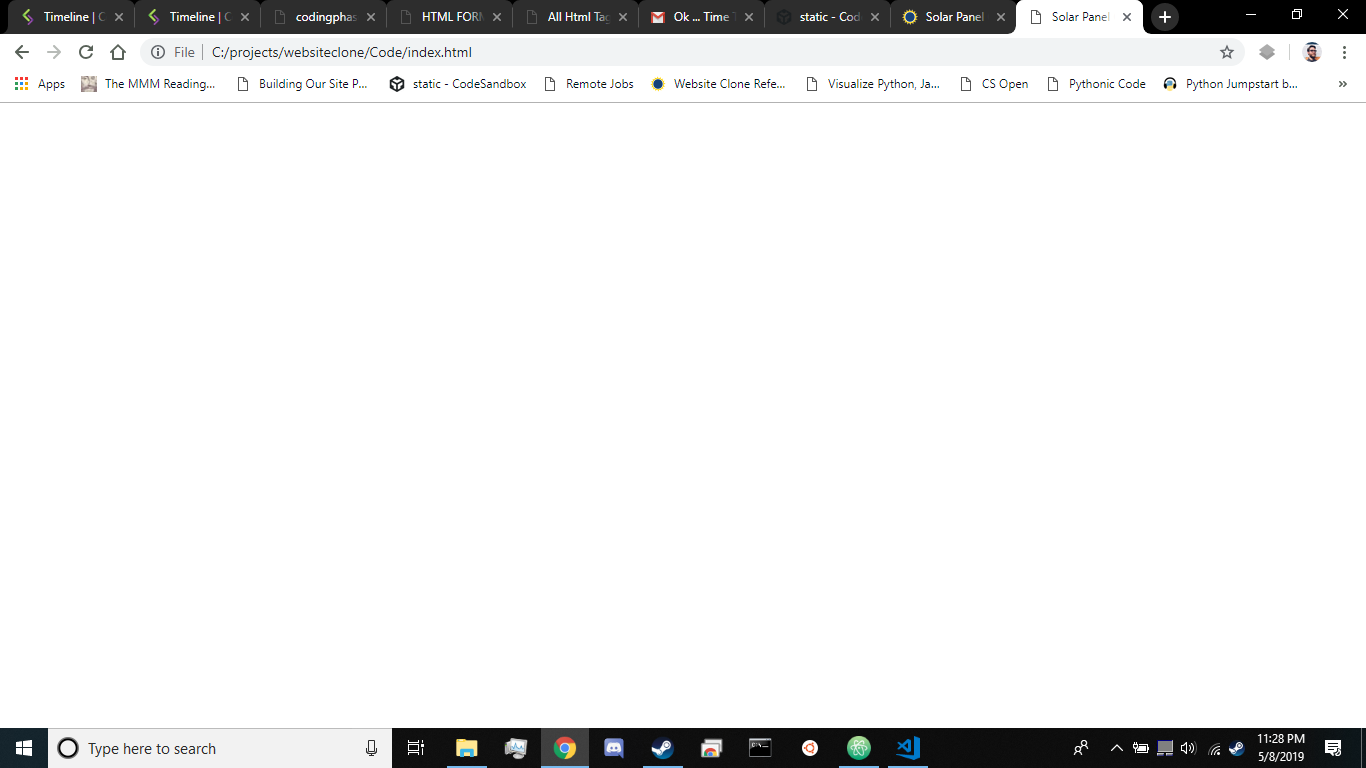 Timeline | C Timeline | C codingphas HTML FORM All Html Tag Ok ... Time T static - Cod Solar Panel Solar Panel
File C:/projects/websiteclone/Code/index.html
Apps The MMM Reading... Building Our Site P... static - CodeSandbox Remote Jobs Website Clone Refe... Visualize Python, Ja... CS Open Pythonic Code Python Jumpstart b... »
Type here to search
11:28 PM
5/8/2019